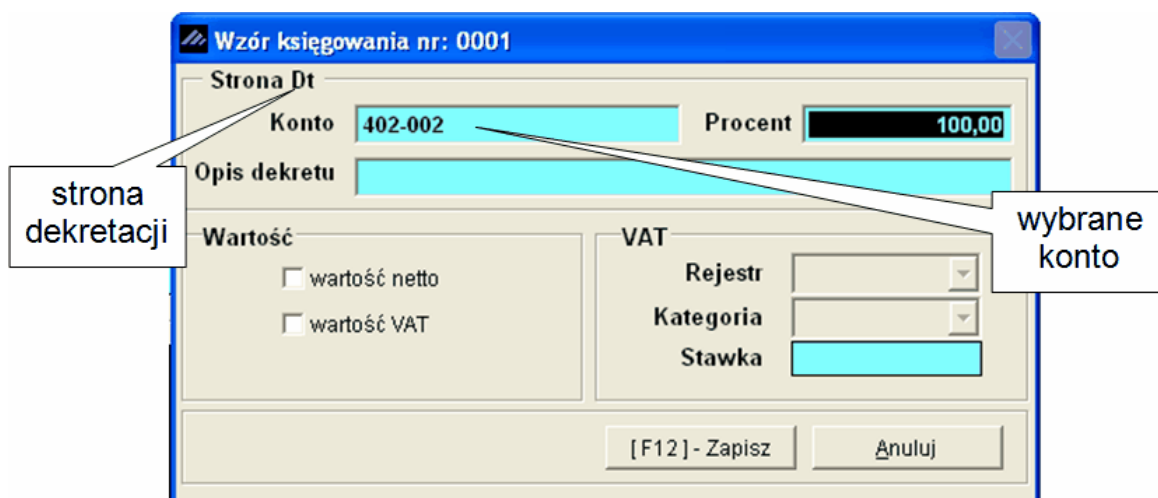 Wzór księgowania nr: 0001
Strona Dt
Konto 402-002 Procent 100,00
Opis dekretu
strona
dekretacji
wybrane
konto
Wartość
wartość netto
wartość VAT
VAT
Rejestr
Kategoria
Stawka
[ F12 ] - Zapisz Anuluj